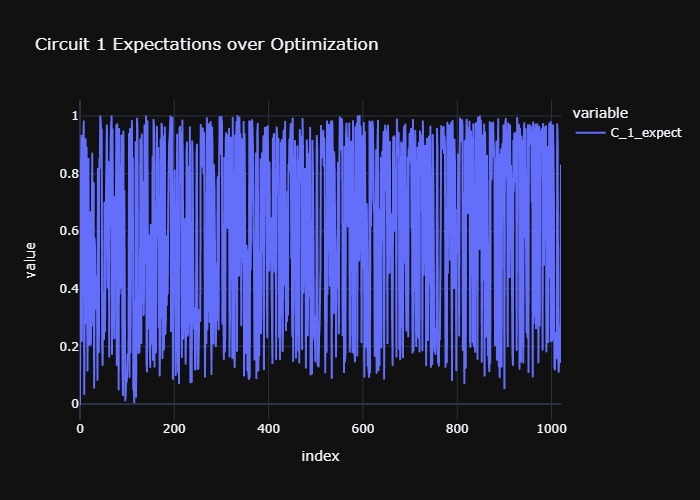 Circuit 1 Expectations over Optimization
variable
C_1_expect
value
1
0.8
0.6
0.4
0.2
0
0
200
400
600
800
1000
index